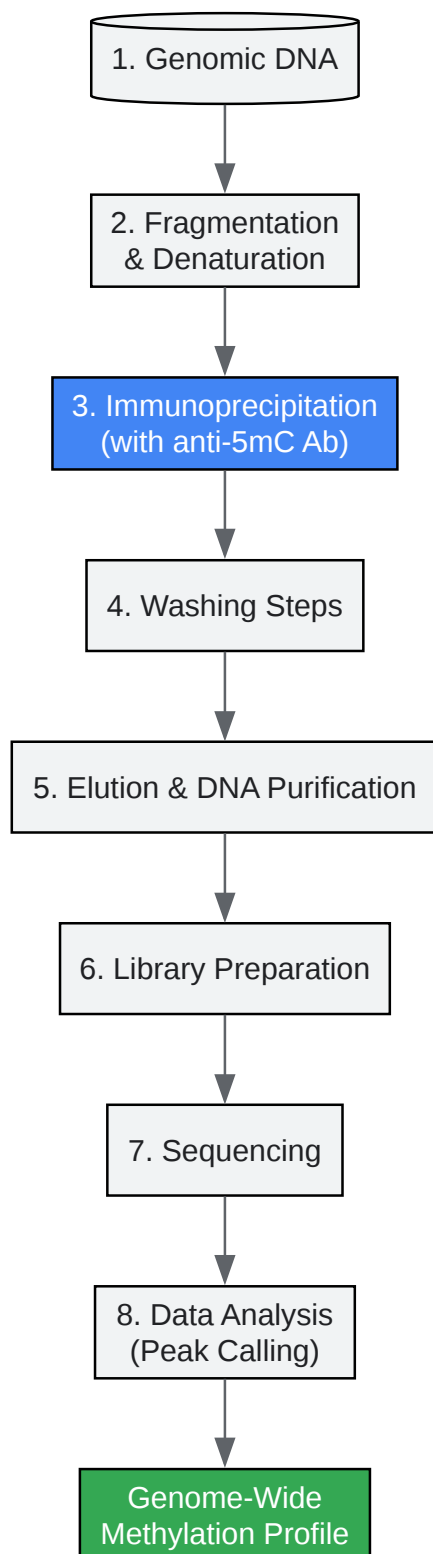 1. Genomic DNA
2. Fragmentation
& Denaturation
3. Immunoprecipitation
(with anti-5mC Ab)
4. Washing Steps
5. Elution & DNA Purification
6. Library Preparation
7. Sequencing
8. Data Analysis
(Peak Calling)
Genome-Wide
Methylation Profile